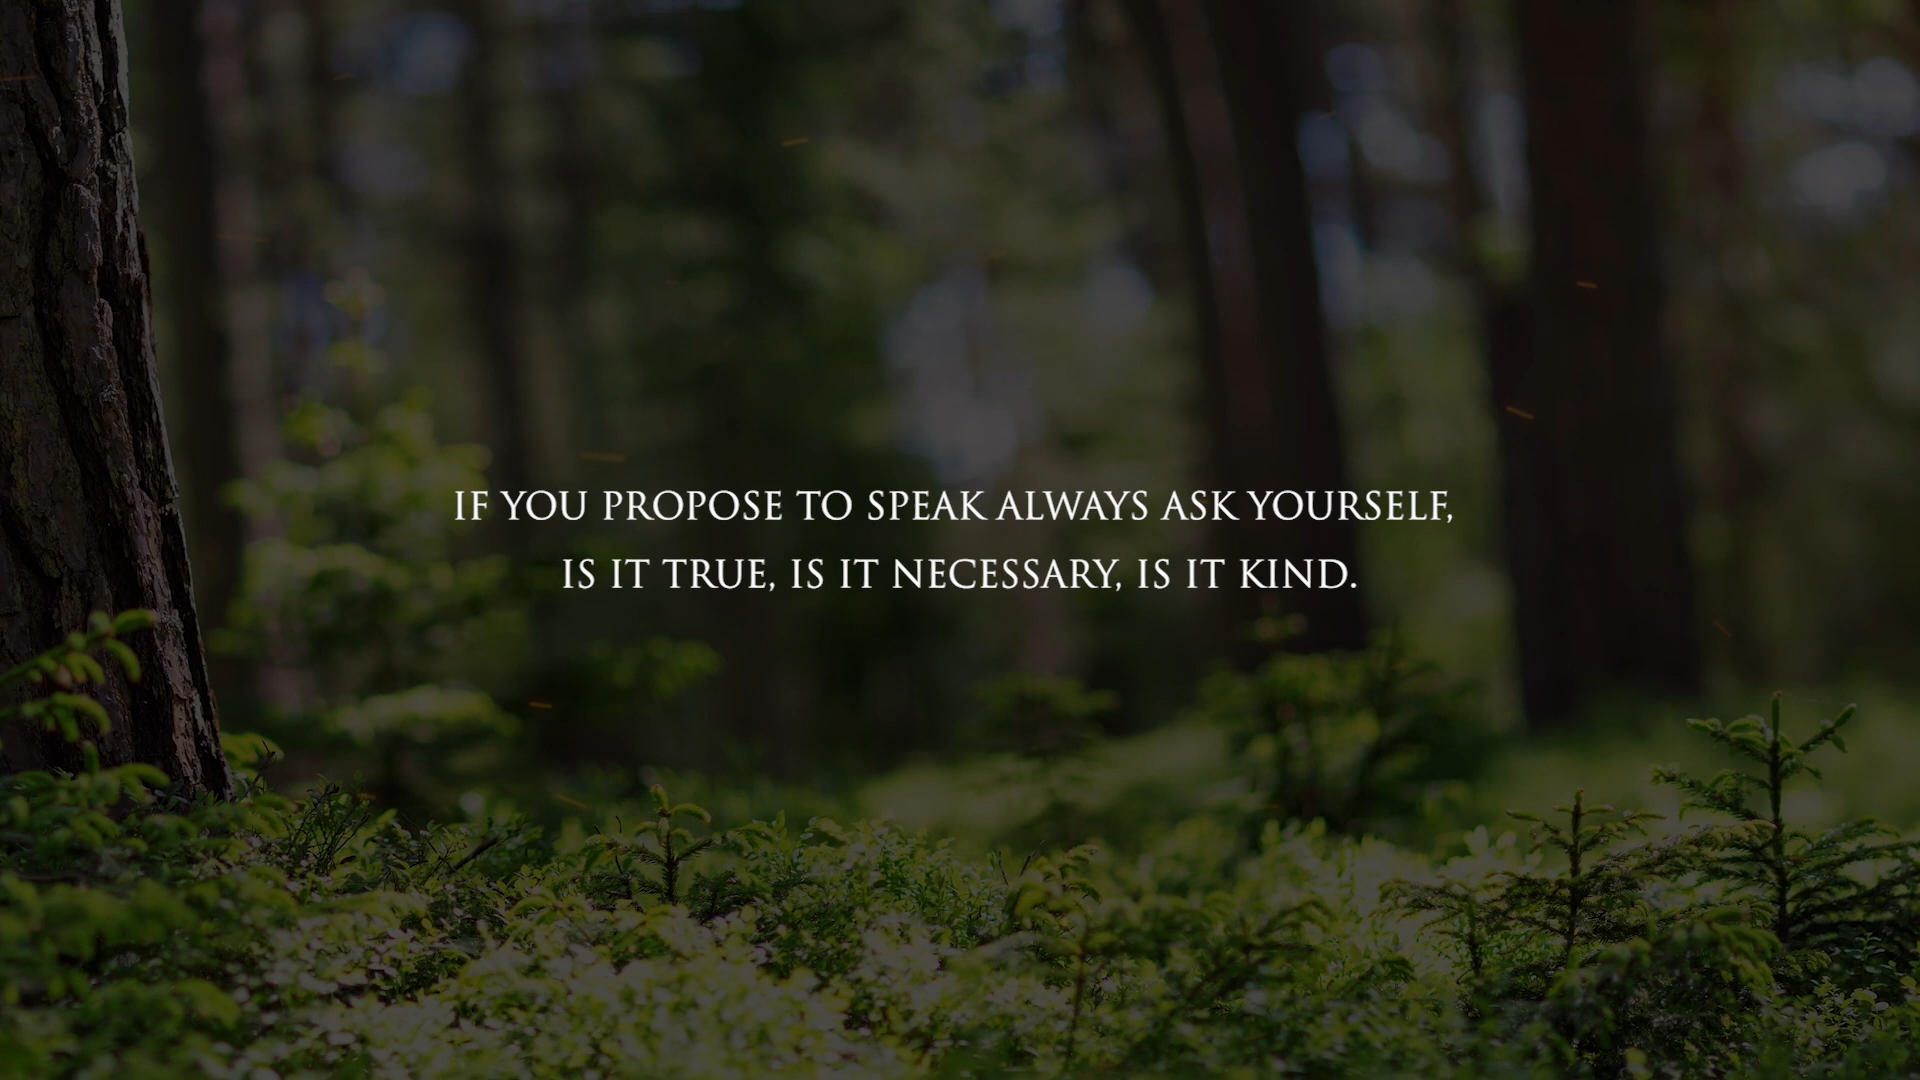 IF YOU PROPOSE TO SPEAK ALWAYS ASK YOURSELF,
IS IT TRUE, IS IT NECESSARY, IS IT KIND.